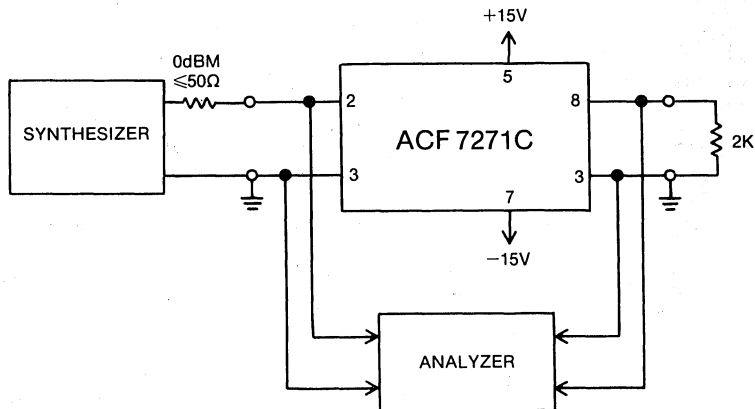 +15V
0dBM
≤50Ω
5
2
8
SYNTHESIZER
ACF 7271C
2K
3
3
7
−15V
ANALYZER